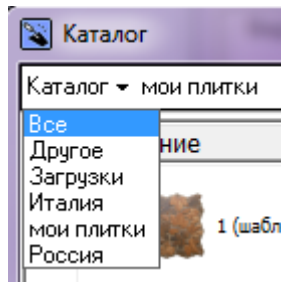 Каталог
Каталог мои плитки
Все
Другое
Загрузки
Италия
мои плитки
Россия
ние
1 (шабл